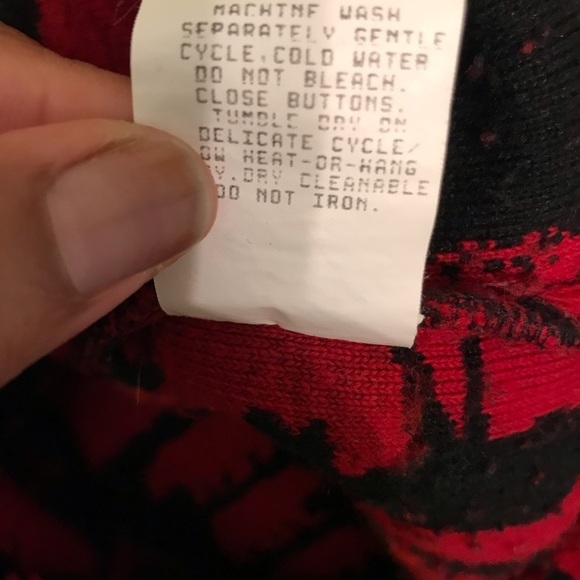 MACHINE WASH
SEPARATELY GENTLE
CYCLE, COLD WATER
DO NOT BLEACH.
CLOSE BUTTONS.
TUMBLE DRY ON
DELICATE CYCLE/
OW HEAT-OR-HANG
Y. DRY CLEANABLE
DO NOT IRON.